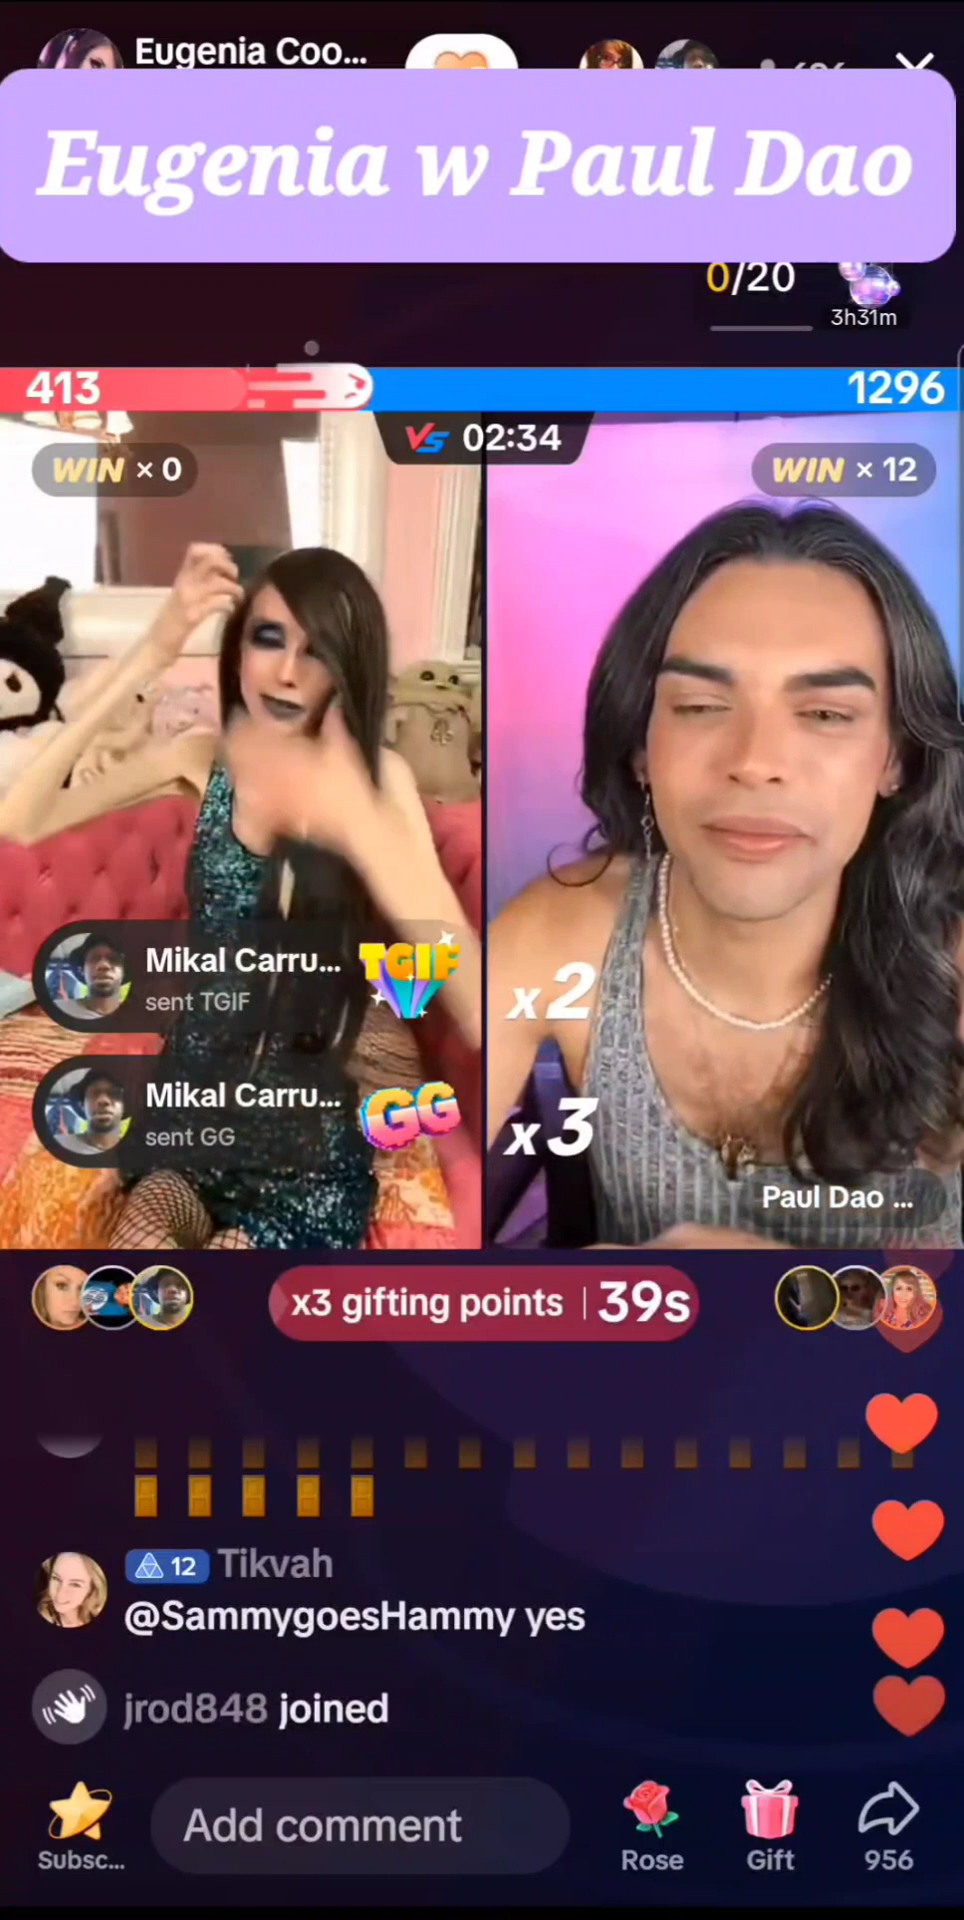 Eugenia Coo...
Eugenia w Paul Dao
0/20
3h31m
413
1296
VS 02:34
WIN × 0
WIN × 12
Mikal Carru...
sent TGIF
TGIF
x2
Mikal Carru...
sent GG
GG
x3
Paul Dao ...
x3 gifting points | 39s
12 Tikvah
@SammygoesHammy yes
jrod848 joined
Add comment
Subsc...
Rose
Gift
956